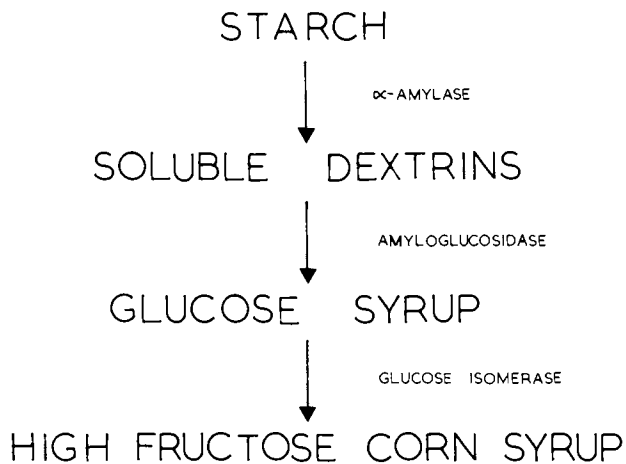 STARCH
∝-AMYLASE
SOLUBLE DEXTRINS
AMYLOGLUCOSIDASE
GLUCOSE SYRUP
GLUCOSE ISOMERASE
HIGH FRUCTOSE CORN SYRUP